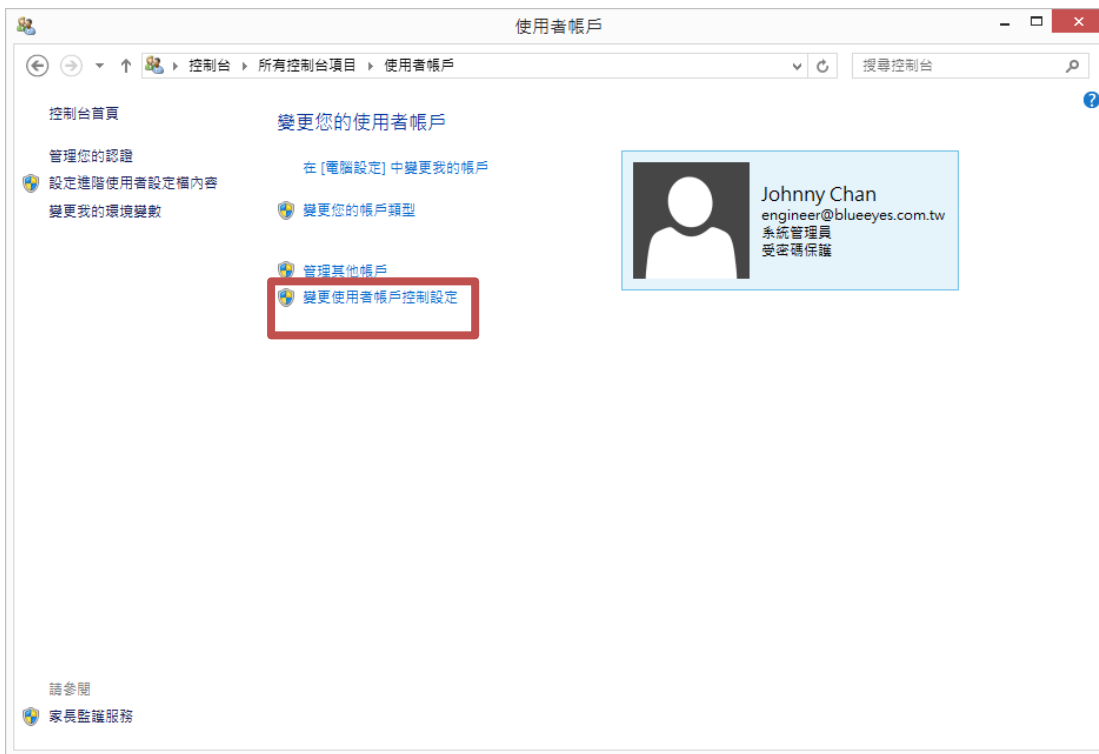 使用者帳戶
控制台 所有控制台項目 使用者帳戶
搜尋控制台
控制台首頁
管理您的認證
設定進階使用者設定檔內容
變更我的環境變數
變更您的使用者帳戶
在 [電腦設定] 中變更我的帳戶
變更您的帳戶類型
管理其他帳戶
變更使用者帳戶控制設定
Johnny Chan
engineer@blueeyes.com.tw
系統管理員
受密碼保護
請參閱
家長監護服務